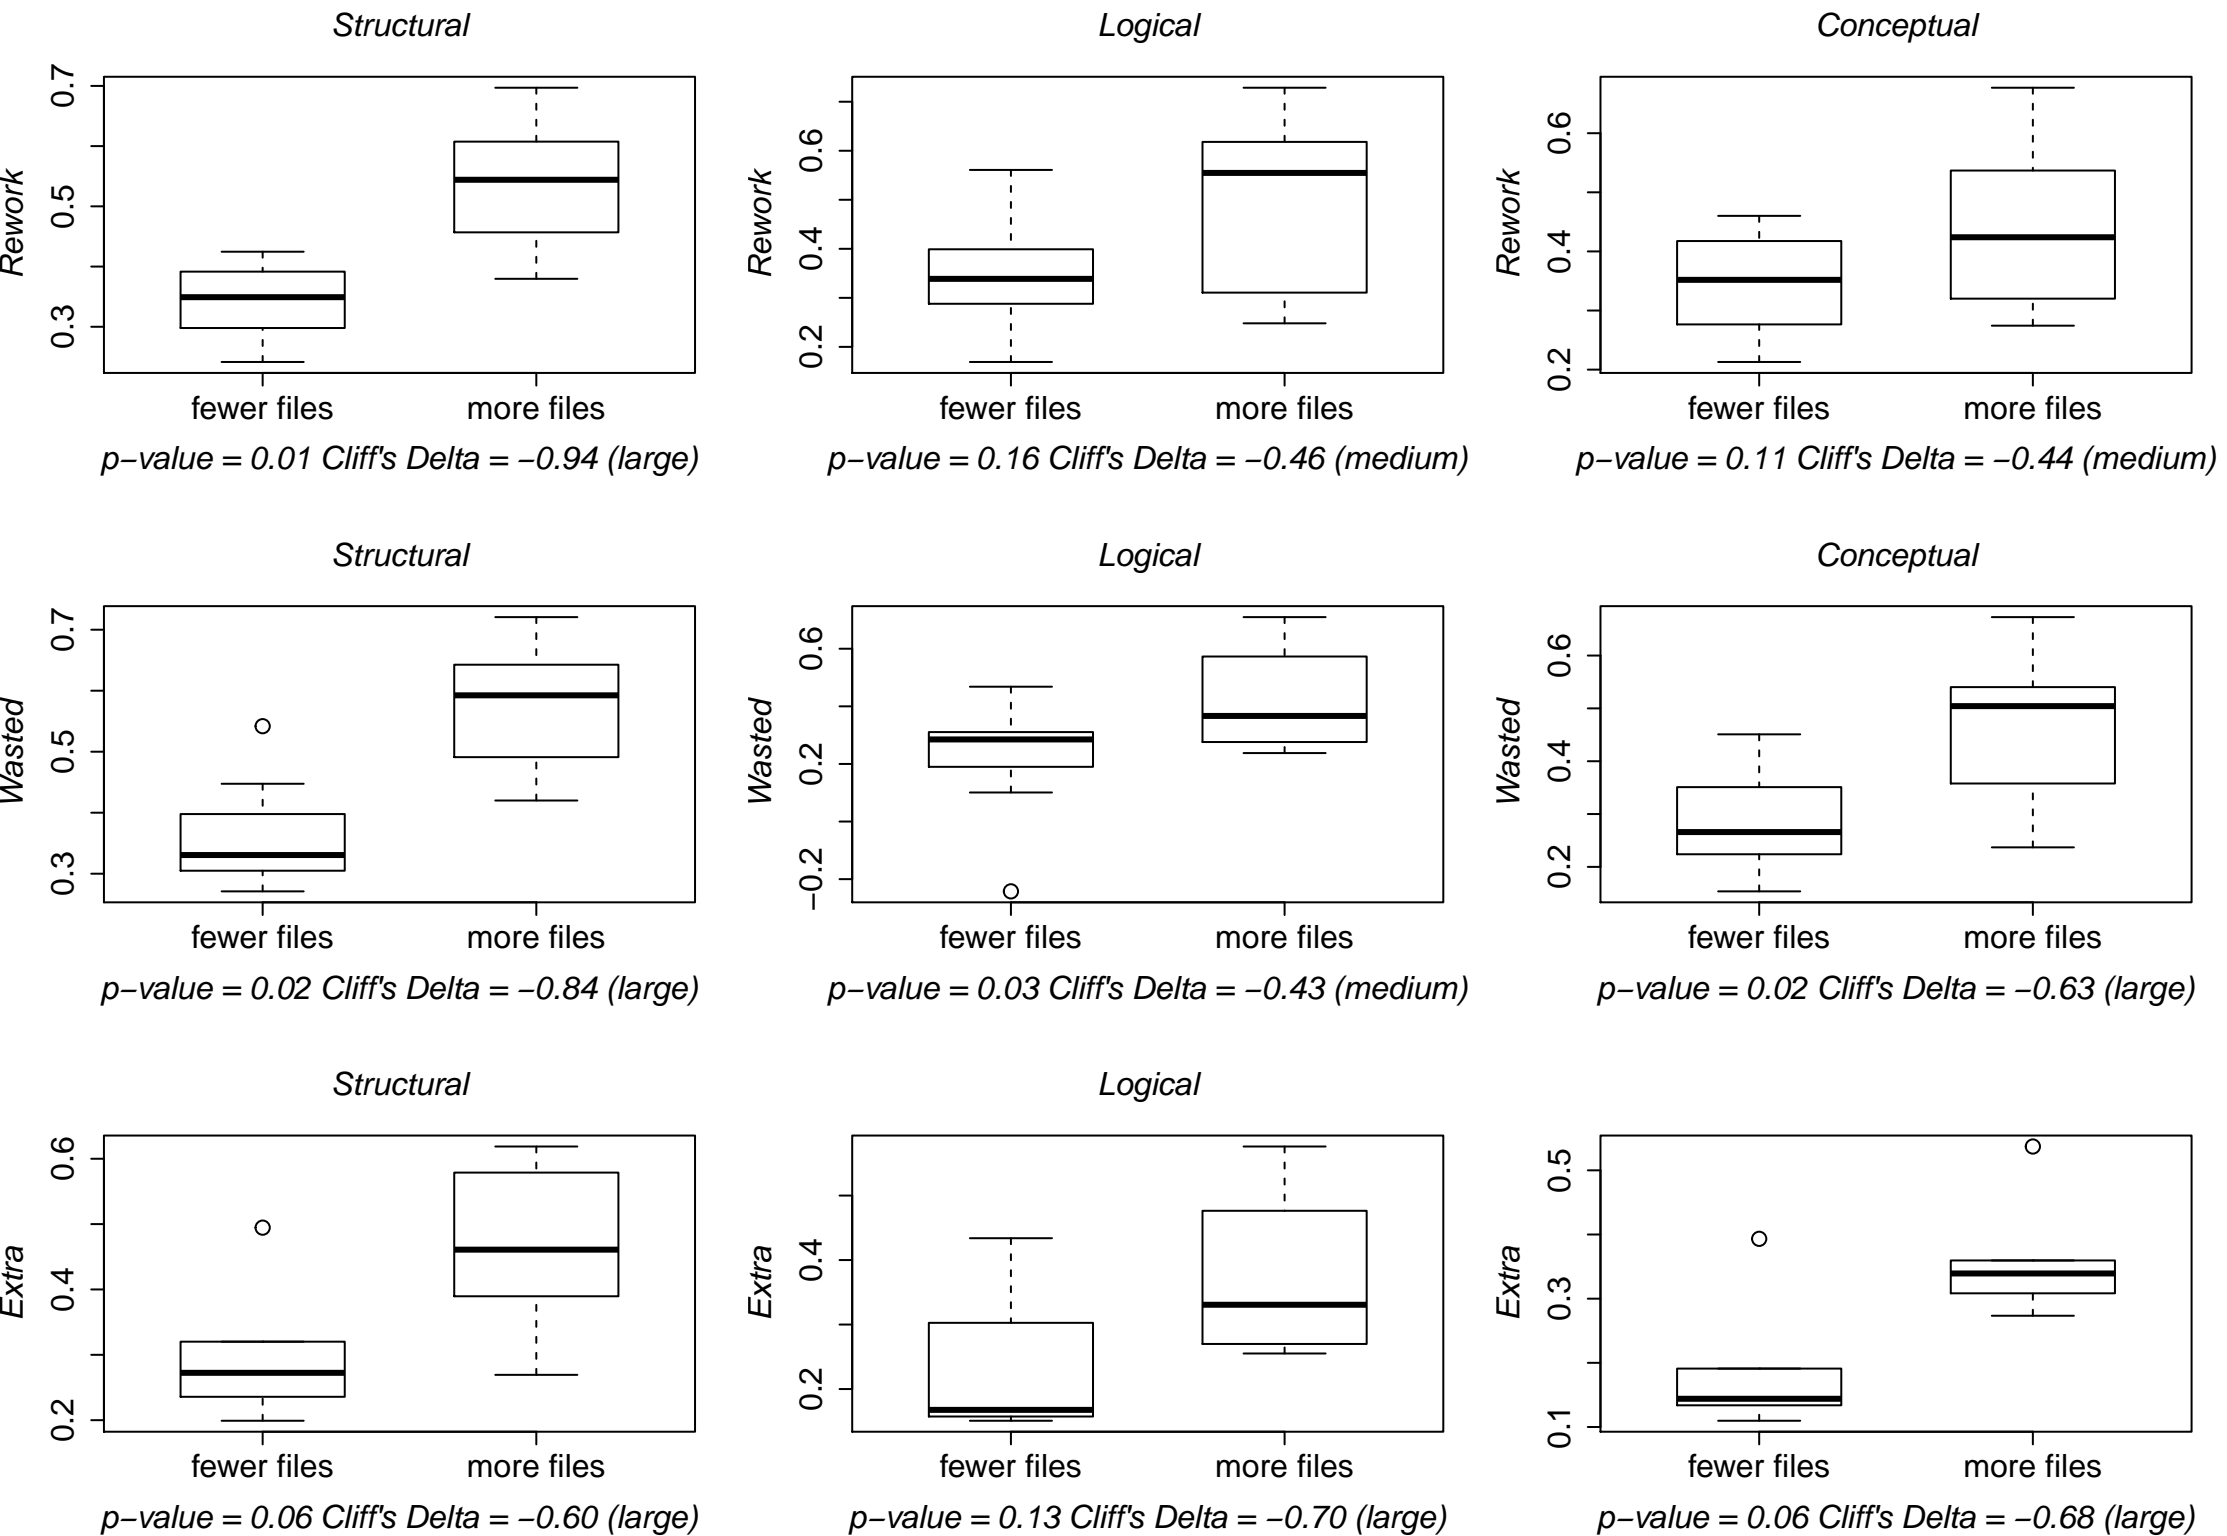 Structural
Logical
Conceptual
Rework
0.7
0.5
0.3
fewer files
more files
p−value = 0.01 Cliff's Delta = −0.94 (large)
Rework
0.6
0.4
0.2
fewer files
more files
p−value = 0.16 Cliff's Delta = −0.46 (medium)
Rework
0.6
0.4
0.2
fewer files
more files
p−value = 0.11 Cliff's Delta = −0.44 (medium)
Structural
Logical
Conceptual
Wasted
0.7
0.5
0.3
fewer files
more files
p−value = 0.02 Cliff's Delta = −0.84 (large)
Wasted
0.6
0.2
−0.2
fewer files
more files
p−value = 0.03 Cliff's Delta = −0.43 (medium)
Wasted
0.6
0.4
0.2
fewer files
more files
p−value = 0.02 Cliff's Delta = −0.63 (large)
Structural
Logical
Extra
0.6
0.4
0.2
fewer files
more files
p−value = 0.06 Cliff's Delta = −0.60 (large)
Extra
0.4
0.2
fewer files
more files
p−value = 0.13 Cliff's Delta = −0.70 (large)
Extra
0.5
0.3
0.1
fewer files
more files
p−value = 0.06 Cliff's Delta = −0.68 (large)